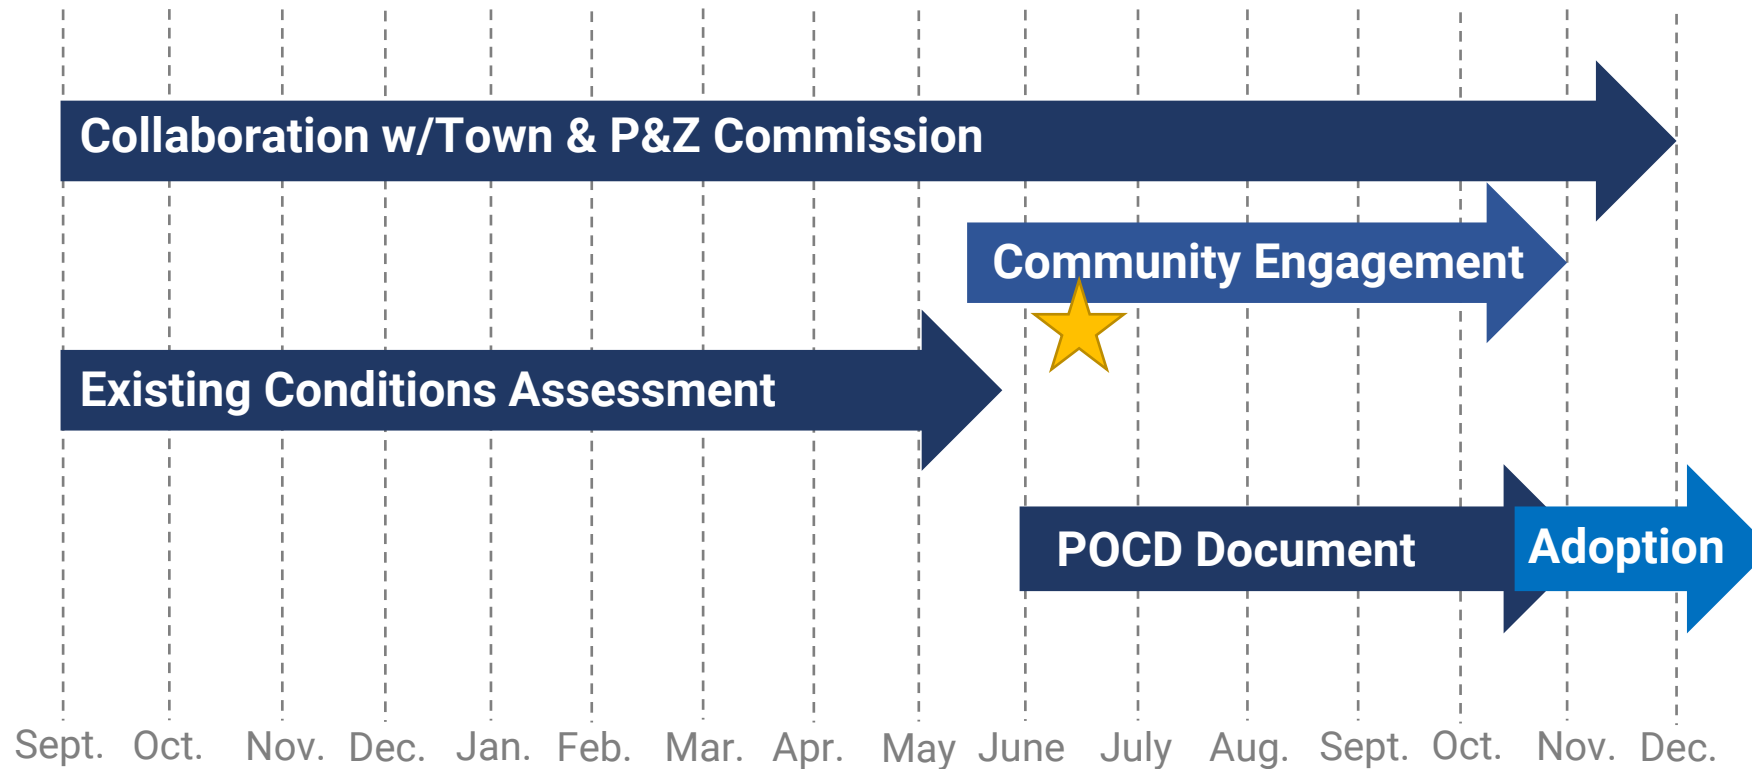 Collaboration w/Town & P&Z Commission
Community Engagement
Existing Conditions Assessment
POCD Document
Adoption
Sept. Oct. Nov. Dec. Jan. Feb. Mar. Apr. May June July Aug. Sept. Oct. Nov. Dec.